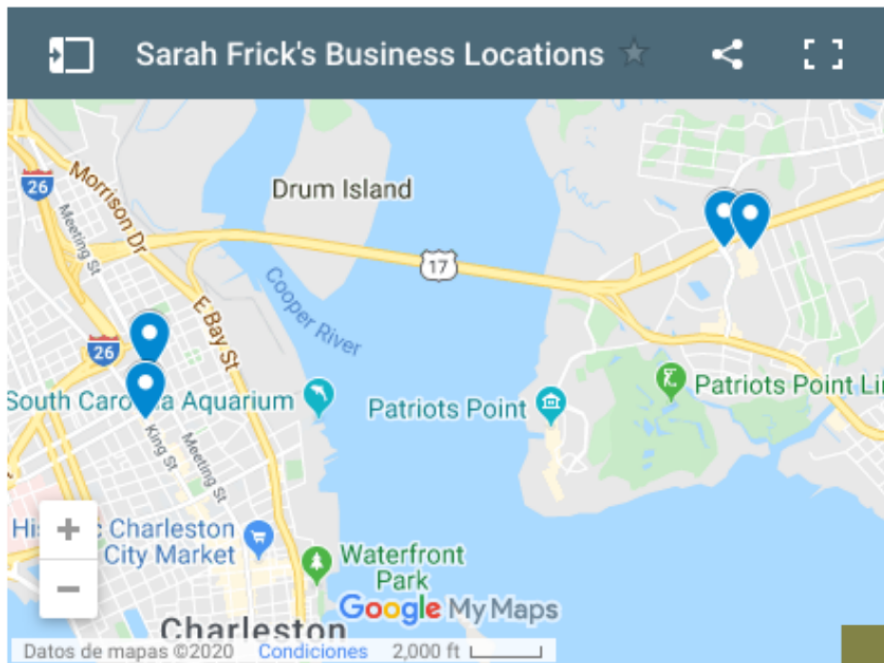 Sarah Frick's Business Locations
26
Morrison Dr
Drum Island
Meeting St
17
Cooper River
E Bay St
26
South Caro
a Aquarium
Patriots Point
Patriots Point Lin
King St
Meeting St
+
Charleston
City Market
Waterfront
Park
−
Google My Maps
Charleston
Datos de mapas ©2020 Condiciones 2,000 ft